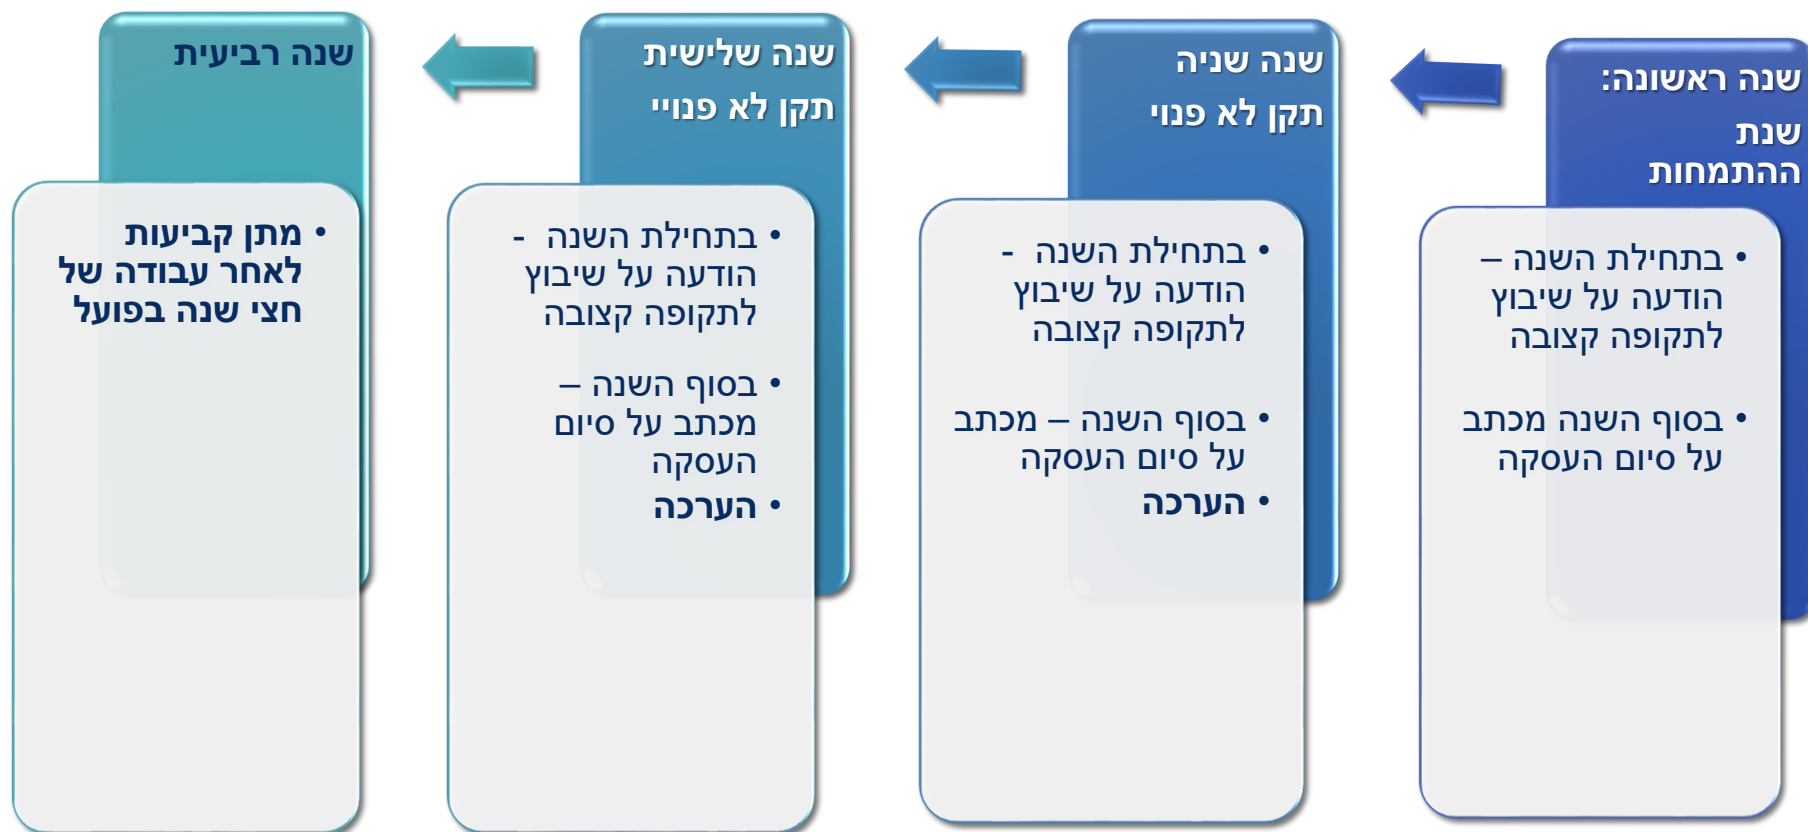 שנה ראשונה:
שנת
ההתמחות
• בתחילת השנה –
הודעה על שיבוץ
לתקופה קצובה
• בסוף השנה מכתב
על סיום העסקה
שנה שניה
תקן לא פנוי
• בתחילת השנה -
הודעה על שיבוץ
לתקופה קצובה
• בסוף השנה – מכתב
על סיום העסקה
• הערכה
שנה שלישית
תקן לא פנויי
• בתחילת השנה -
הודעה על שיבוץ
לתקופה קצובה
• בסוף השנה –
מכתב על סיום
העסקה
• הערכה
שנה רביעית
• מתן קביעות
לאחר עבודה של
חצי שנה בפועל